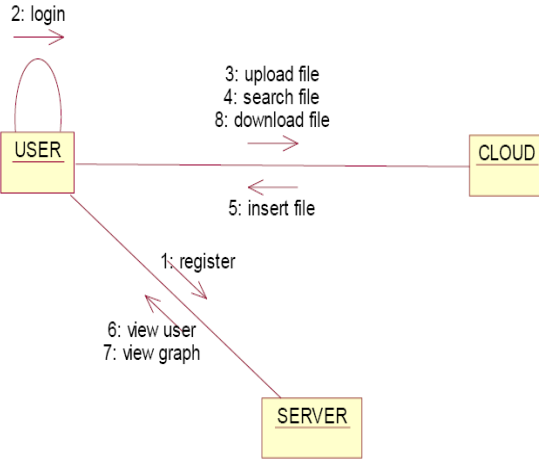 2: login
3: upload file
4: search file
8: download file
USER
CLOUD
5: insert file
1: register
6: view user
7: view graph
SERVER